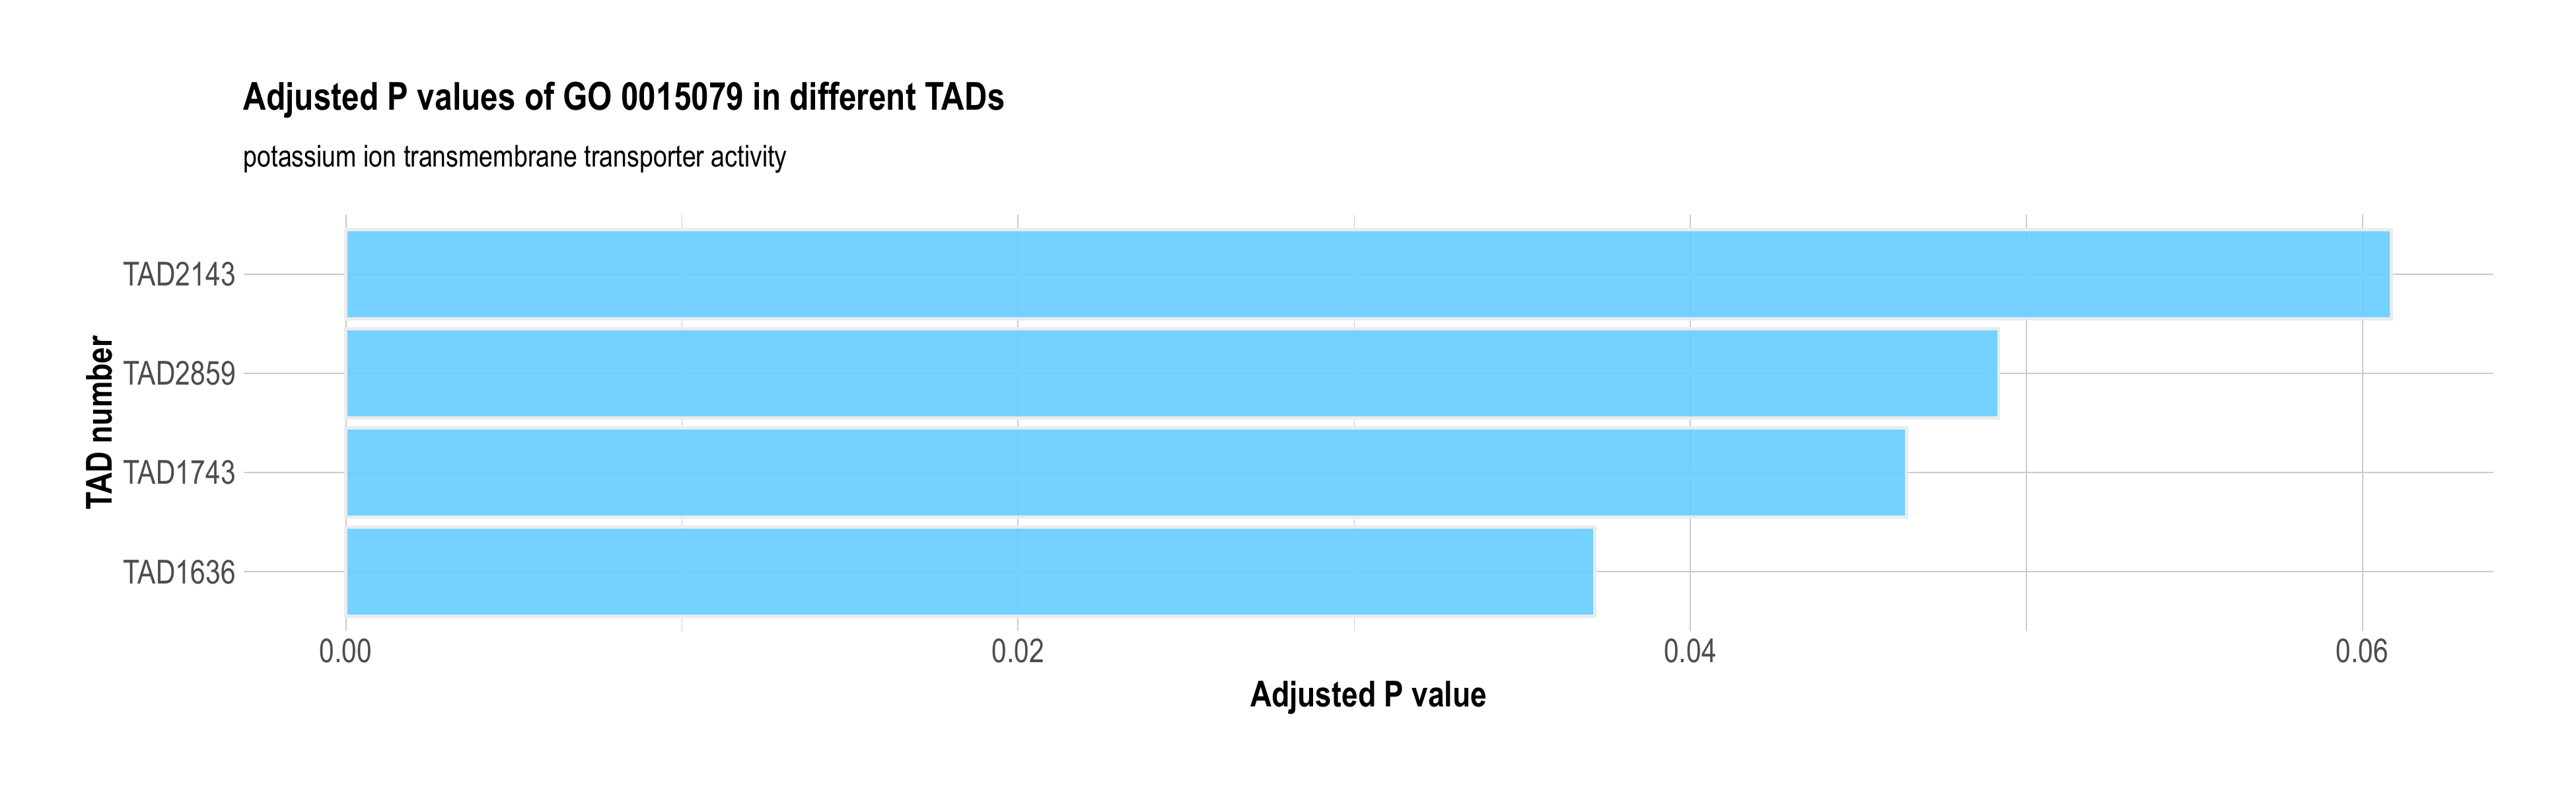 Adjusted P values of GO 0015079 in different TADs
potassium ion transmembrane transporter activity
TAD number
TAD2143
TAD2859
TAD1743
TAD1636
0.00 0.02 0.04 0.06
Adjusted P value